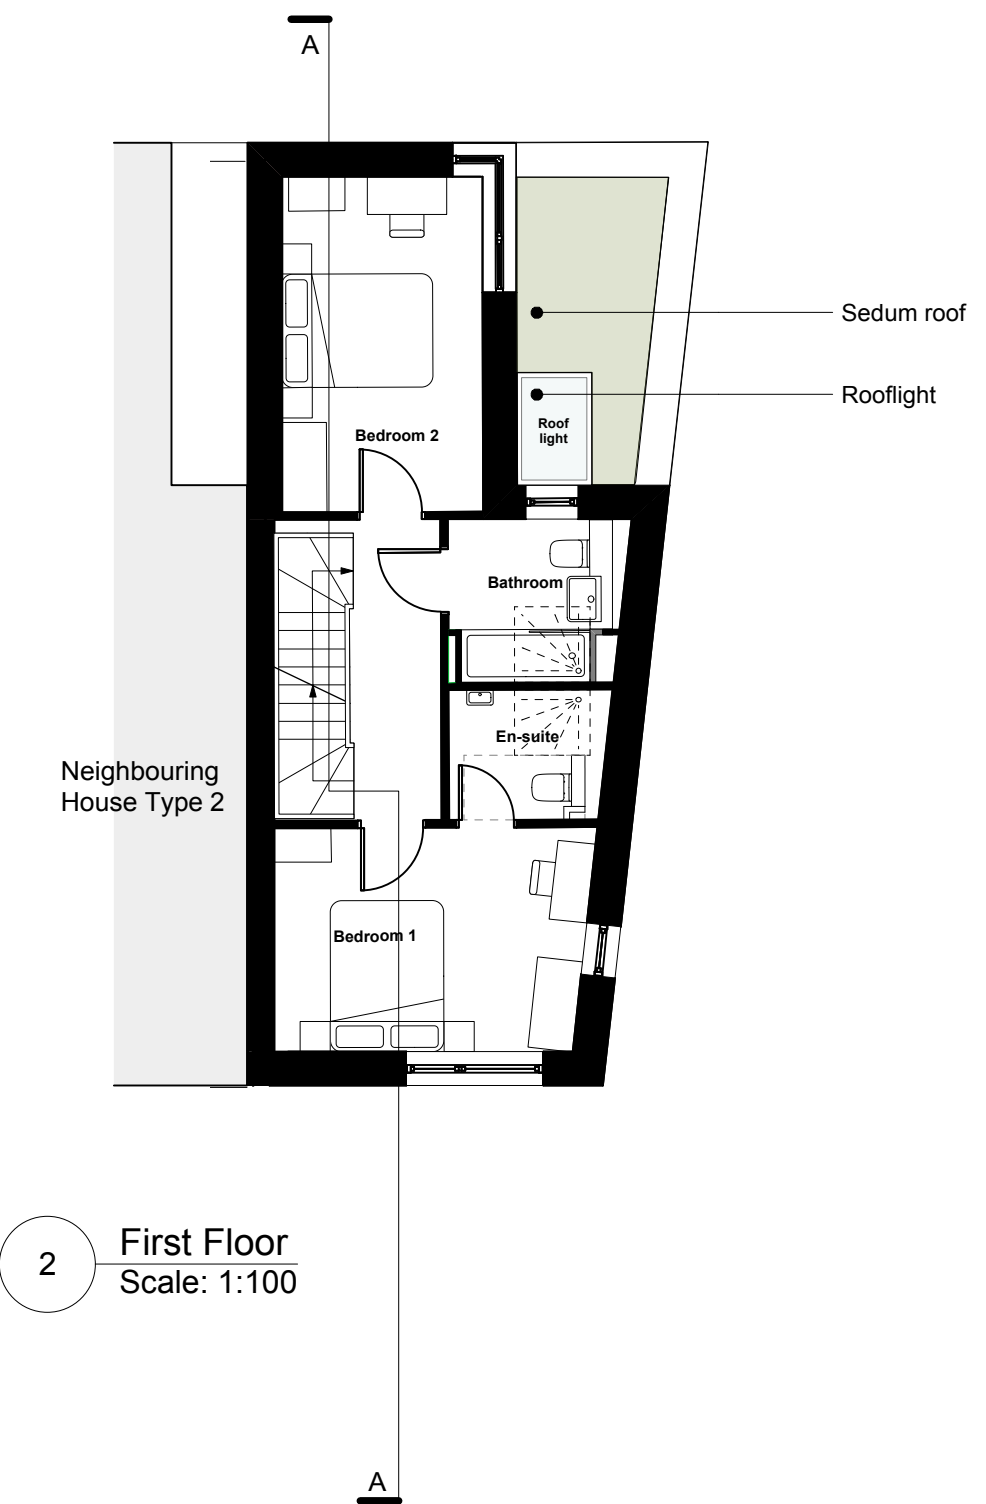 A
Sedum roof
Rooflight
Roof
light
Bedroom 2
Bathroom
En-suite
Neighbouring
House Type 2
Bedroom 1
2
First Floor
Scale: 1:100
A